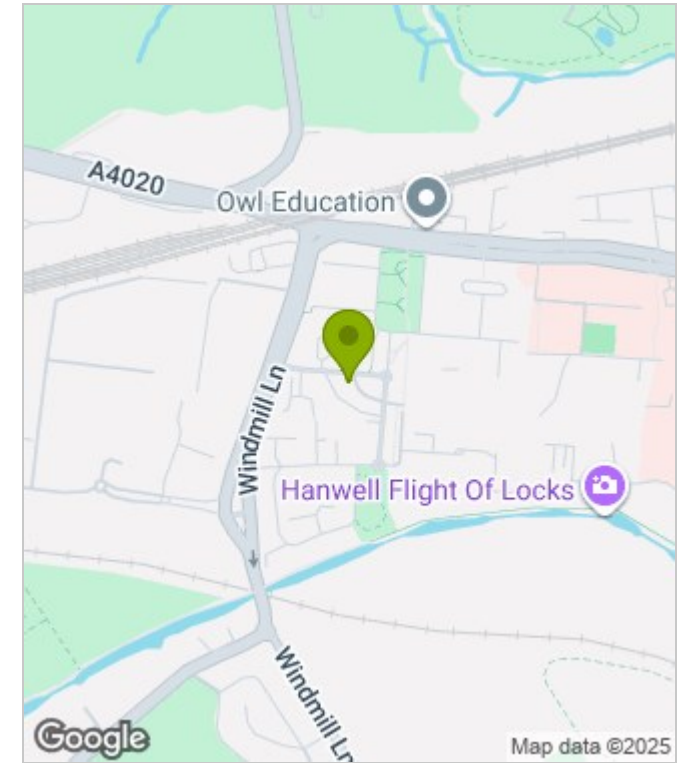 A4020
Owl Education
Windmill Ln
Hanwell Flight Of Locks
Windmill Ln
Google
Map data ©2025